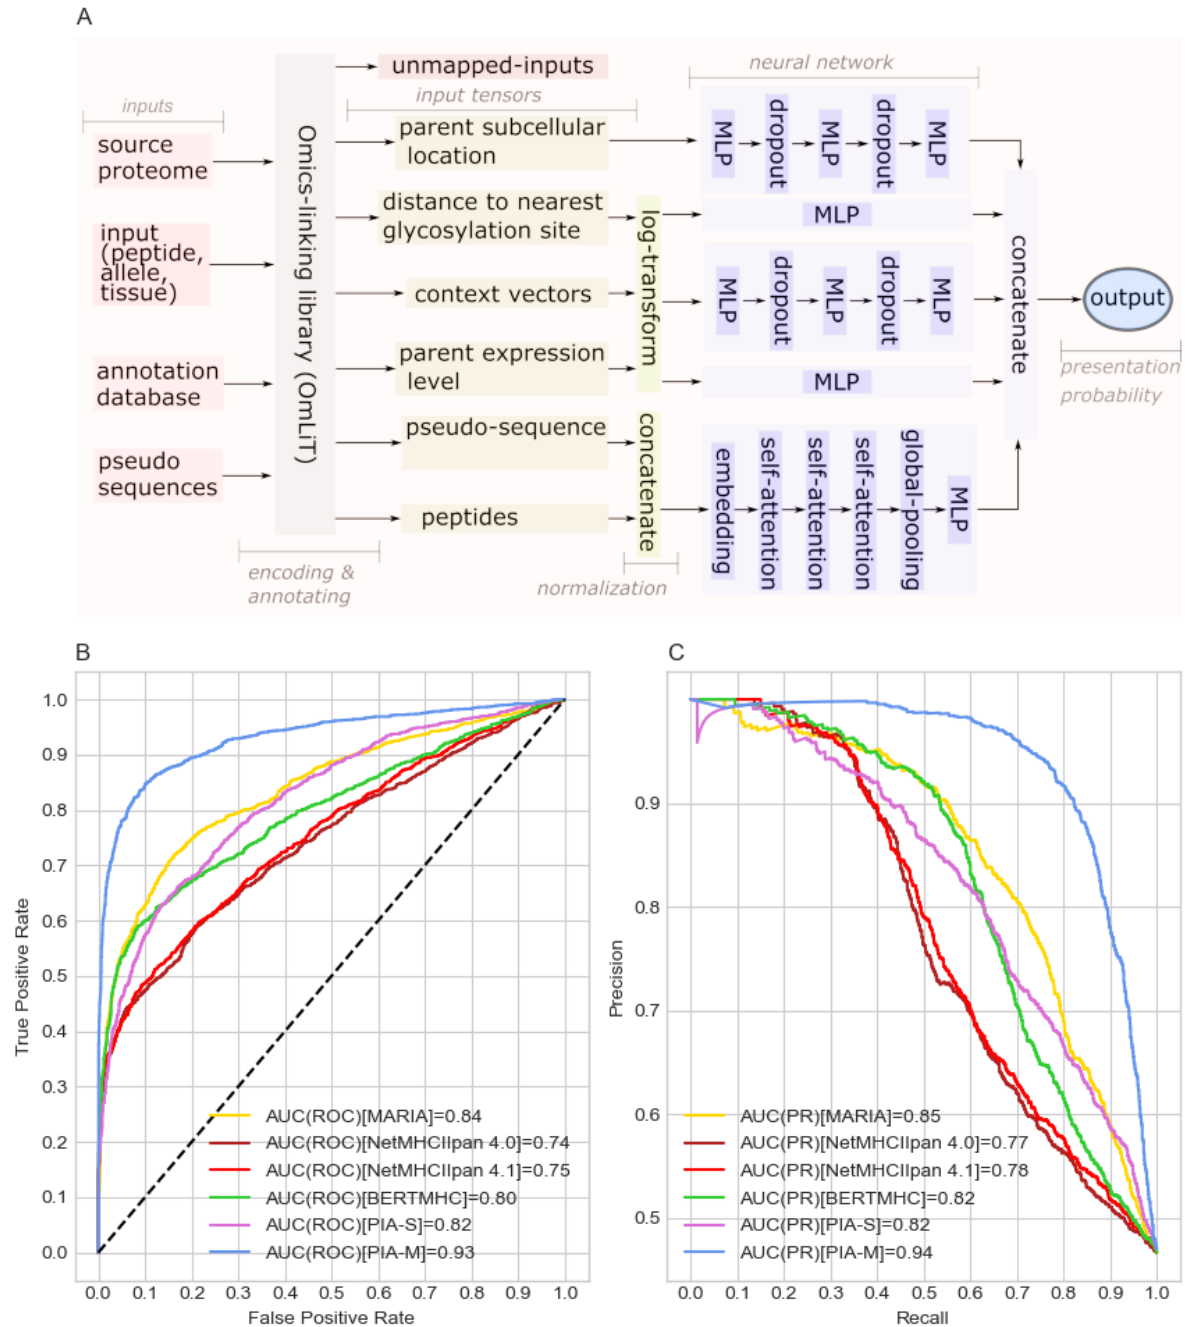 A
inputs
source
proteome
input
(peptide,
allele,
tissue)
annotation
database
pseudo
sequences
Omics-linking library (OmLiT)
encoding &
annotating
unmapped-inputs
input tensors
parent subcellular
location
distance to nearest
glycosylation site
context vectors
parent expression
level
pseudo-sequence
peptides
log-transform
concatenate
normalization
neural network
MLP
dropout
MLP
dropout
MLP
MLP
MLP
dropout
MLP
dropout
MLP
MLP
embedding
self-attention
self-attention
self-attention
global-pooling
MLP
concatenate
output
presentation
probability
B
True Positive Rate
1.0
0.9
0.8
0.7
0.6
0.5
0.4
0.3
0.2
0.1
0.0
AUC(ROC)[MARIA]=0.84
AUC(ROC)[NetMHCIIpan 4.0]=0.74
AUC(ROC)[NetMHCIIpan 4.1]=0.75
AUC(ROC)[BERTMHC]=0.80
AUC(ROC)[PIA-S]=0.82
AUC(ROC)[PIA-M]=0.93
0.0 0.1 0.2 0.3 0.4 0.5 0.6 0.7 0.8 0.9 1.0
False Positive Rate
C
Precision
0.9
0.8
0.7
0.6
0.5
AUC(PR)[MARIA]=0.85
AUC(PR)[NetMHCIIpan 4.0]=0.77
AUC(PR)[NetMHCIIpan 4.1]=0.78
AUC(PR)[BERTMHC]=0.82
AUC(PR)[PIA-S]=0.82
AUC(PR)[PIA-M]=0.94
0.0 0.1 0.2 0.3 0.4 0.5 0.6 0.7 0.8 0.9 1.0
Recall